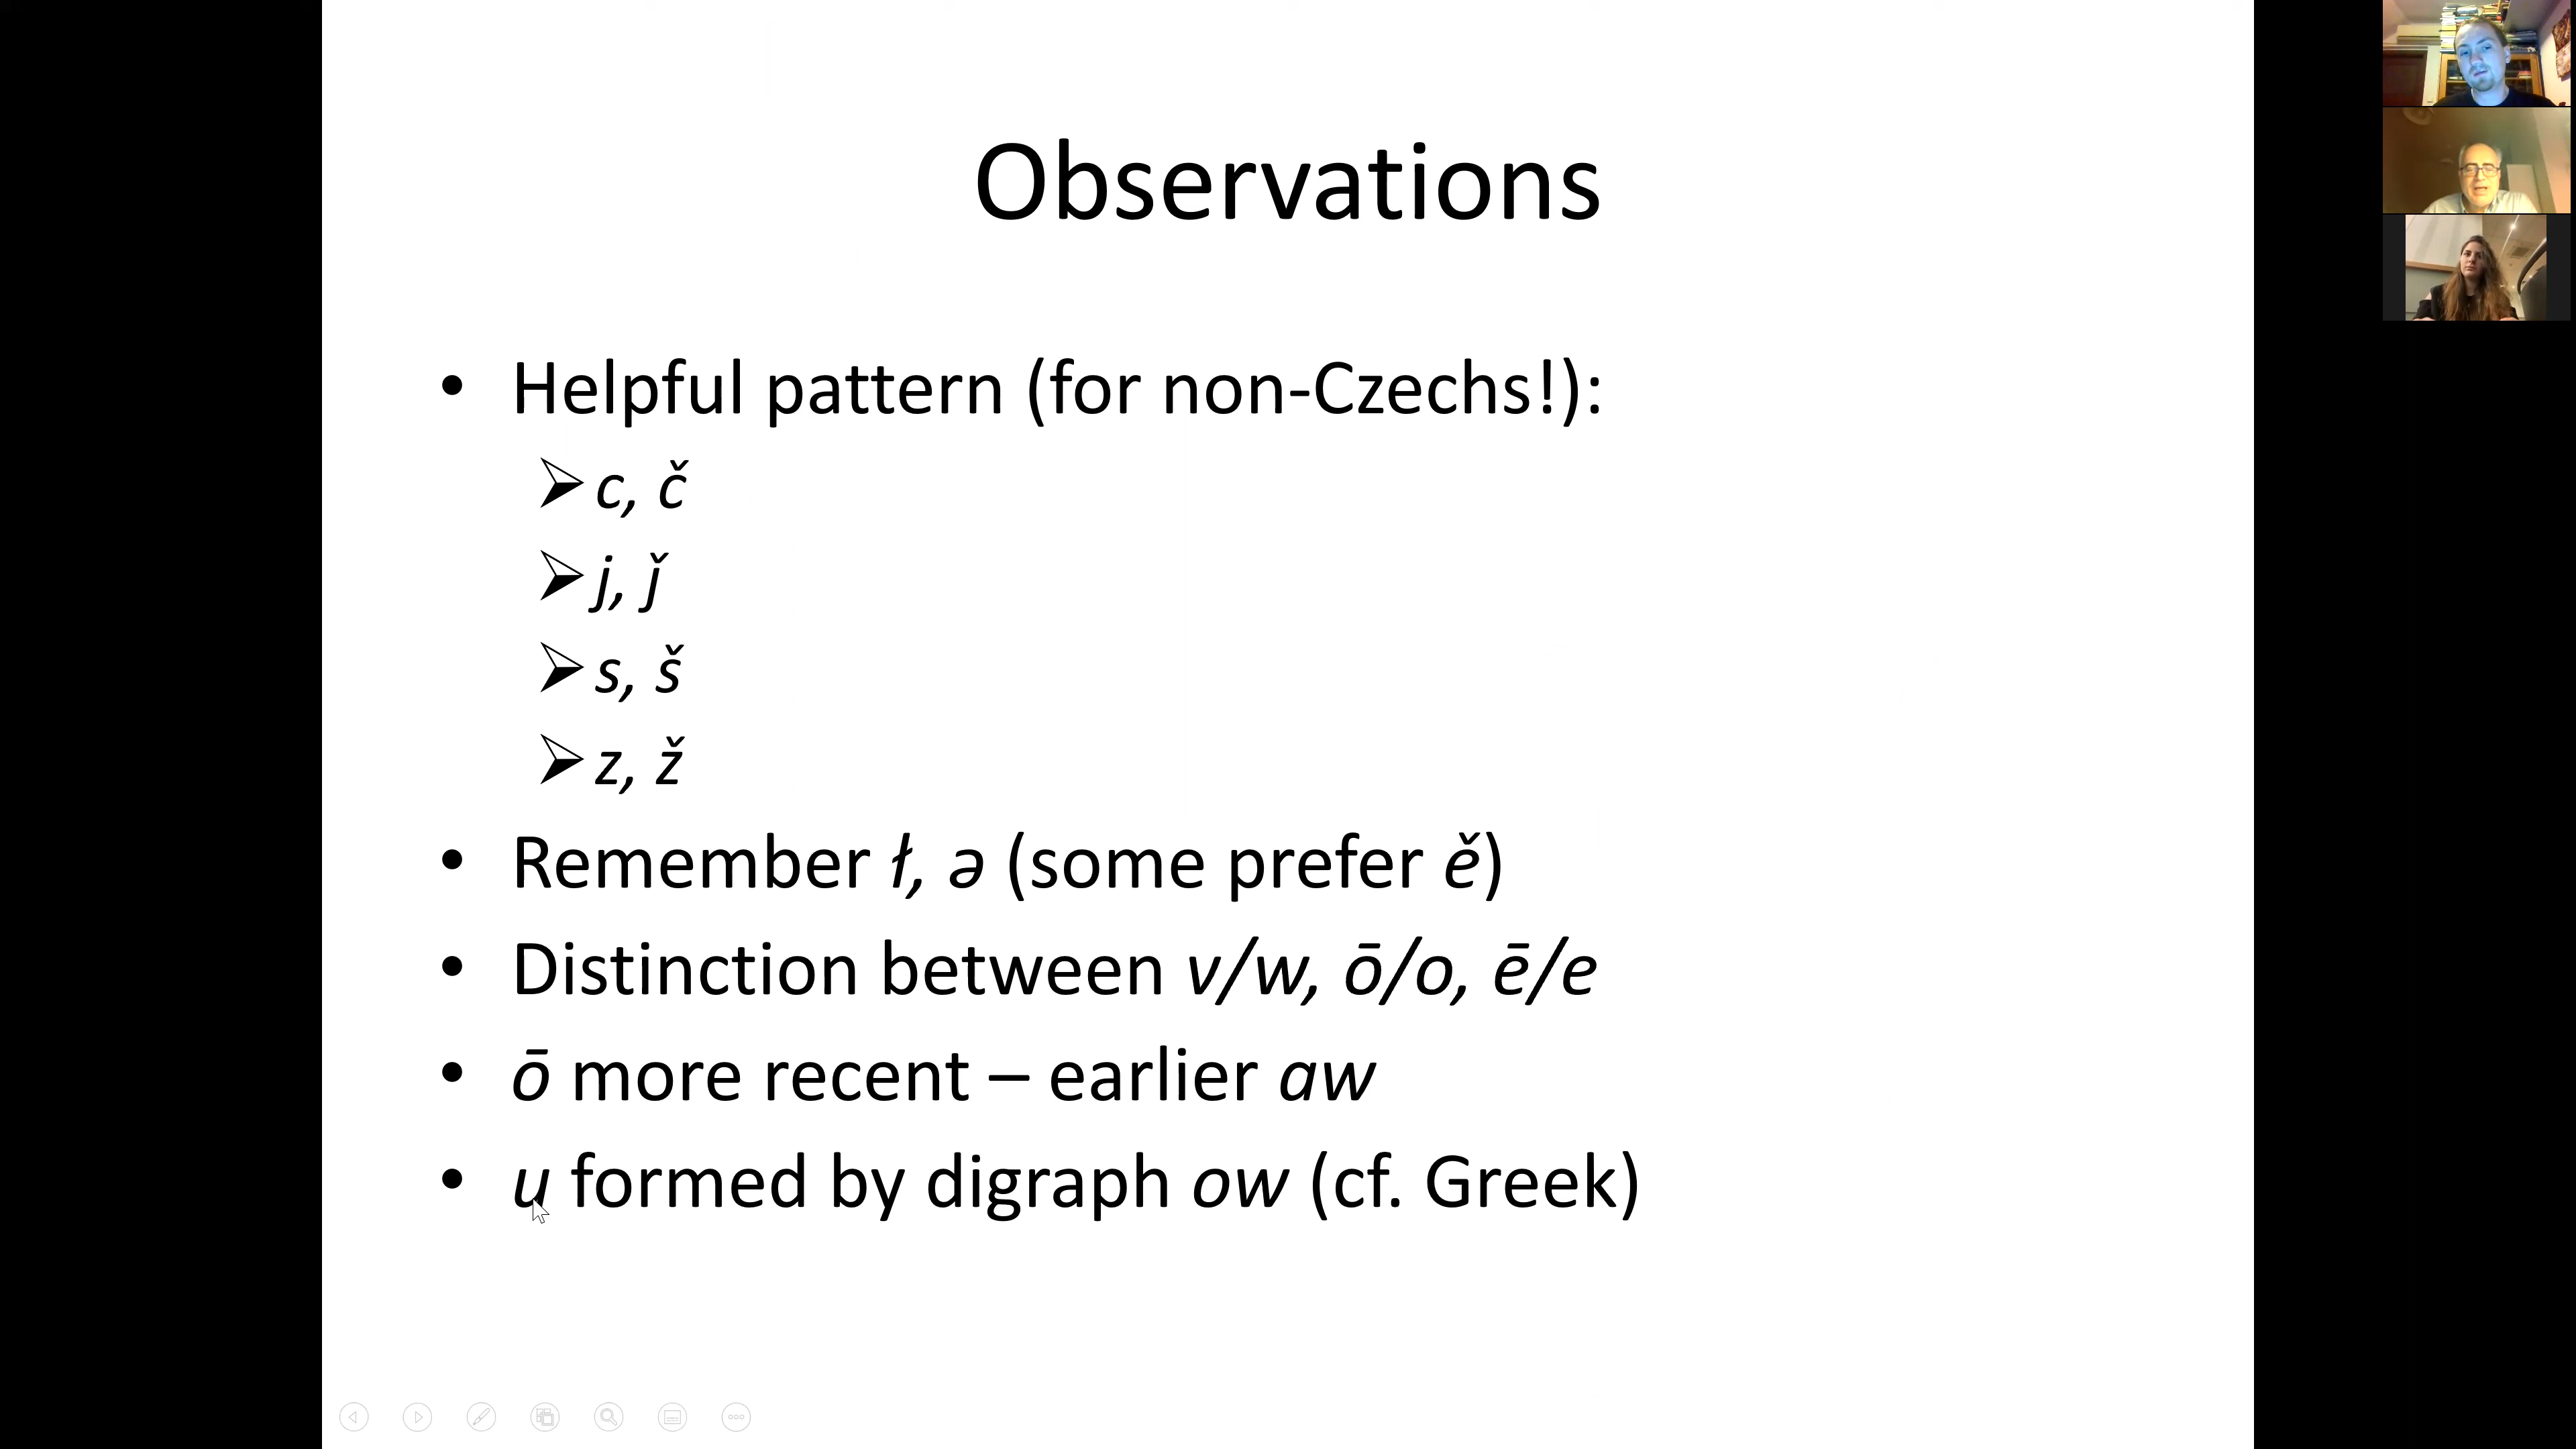 Observations
• Helpful pattern (for non-Czechs!):
➢ c, č
➢ j, ǰ
➢ s, š
➢ z, ž
• Remember ł, ə (some prefer ě)
• Distinction between v/w, ō/o, ē/e
• ō more recent – earlier aw
• u formed by digraph ow (cf. Greek)